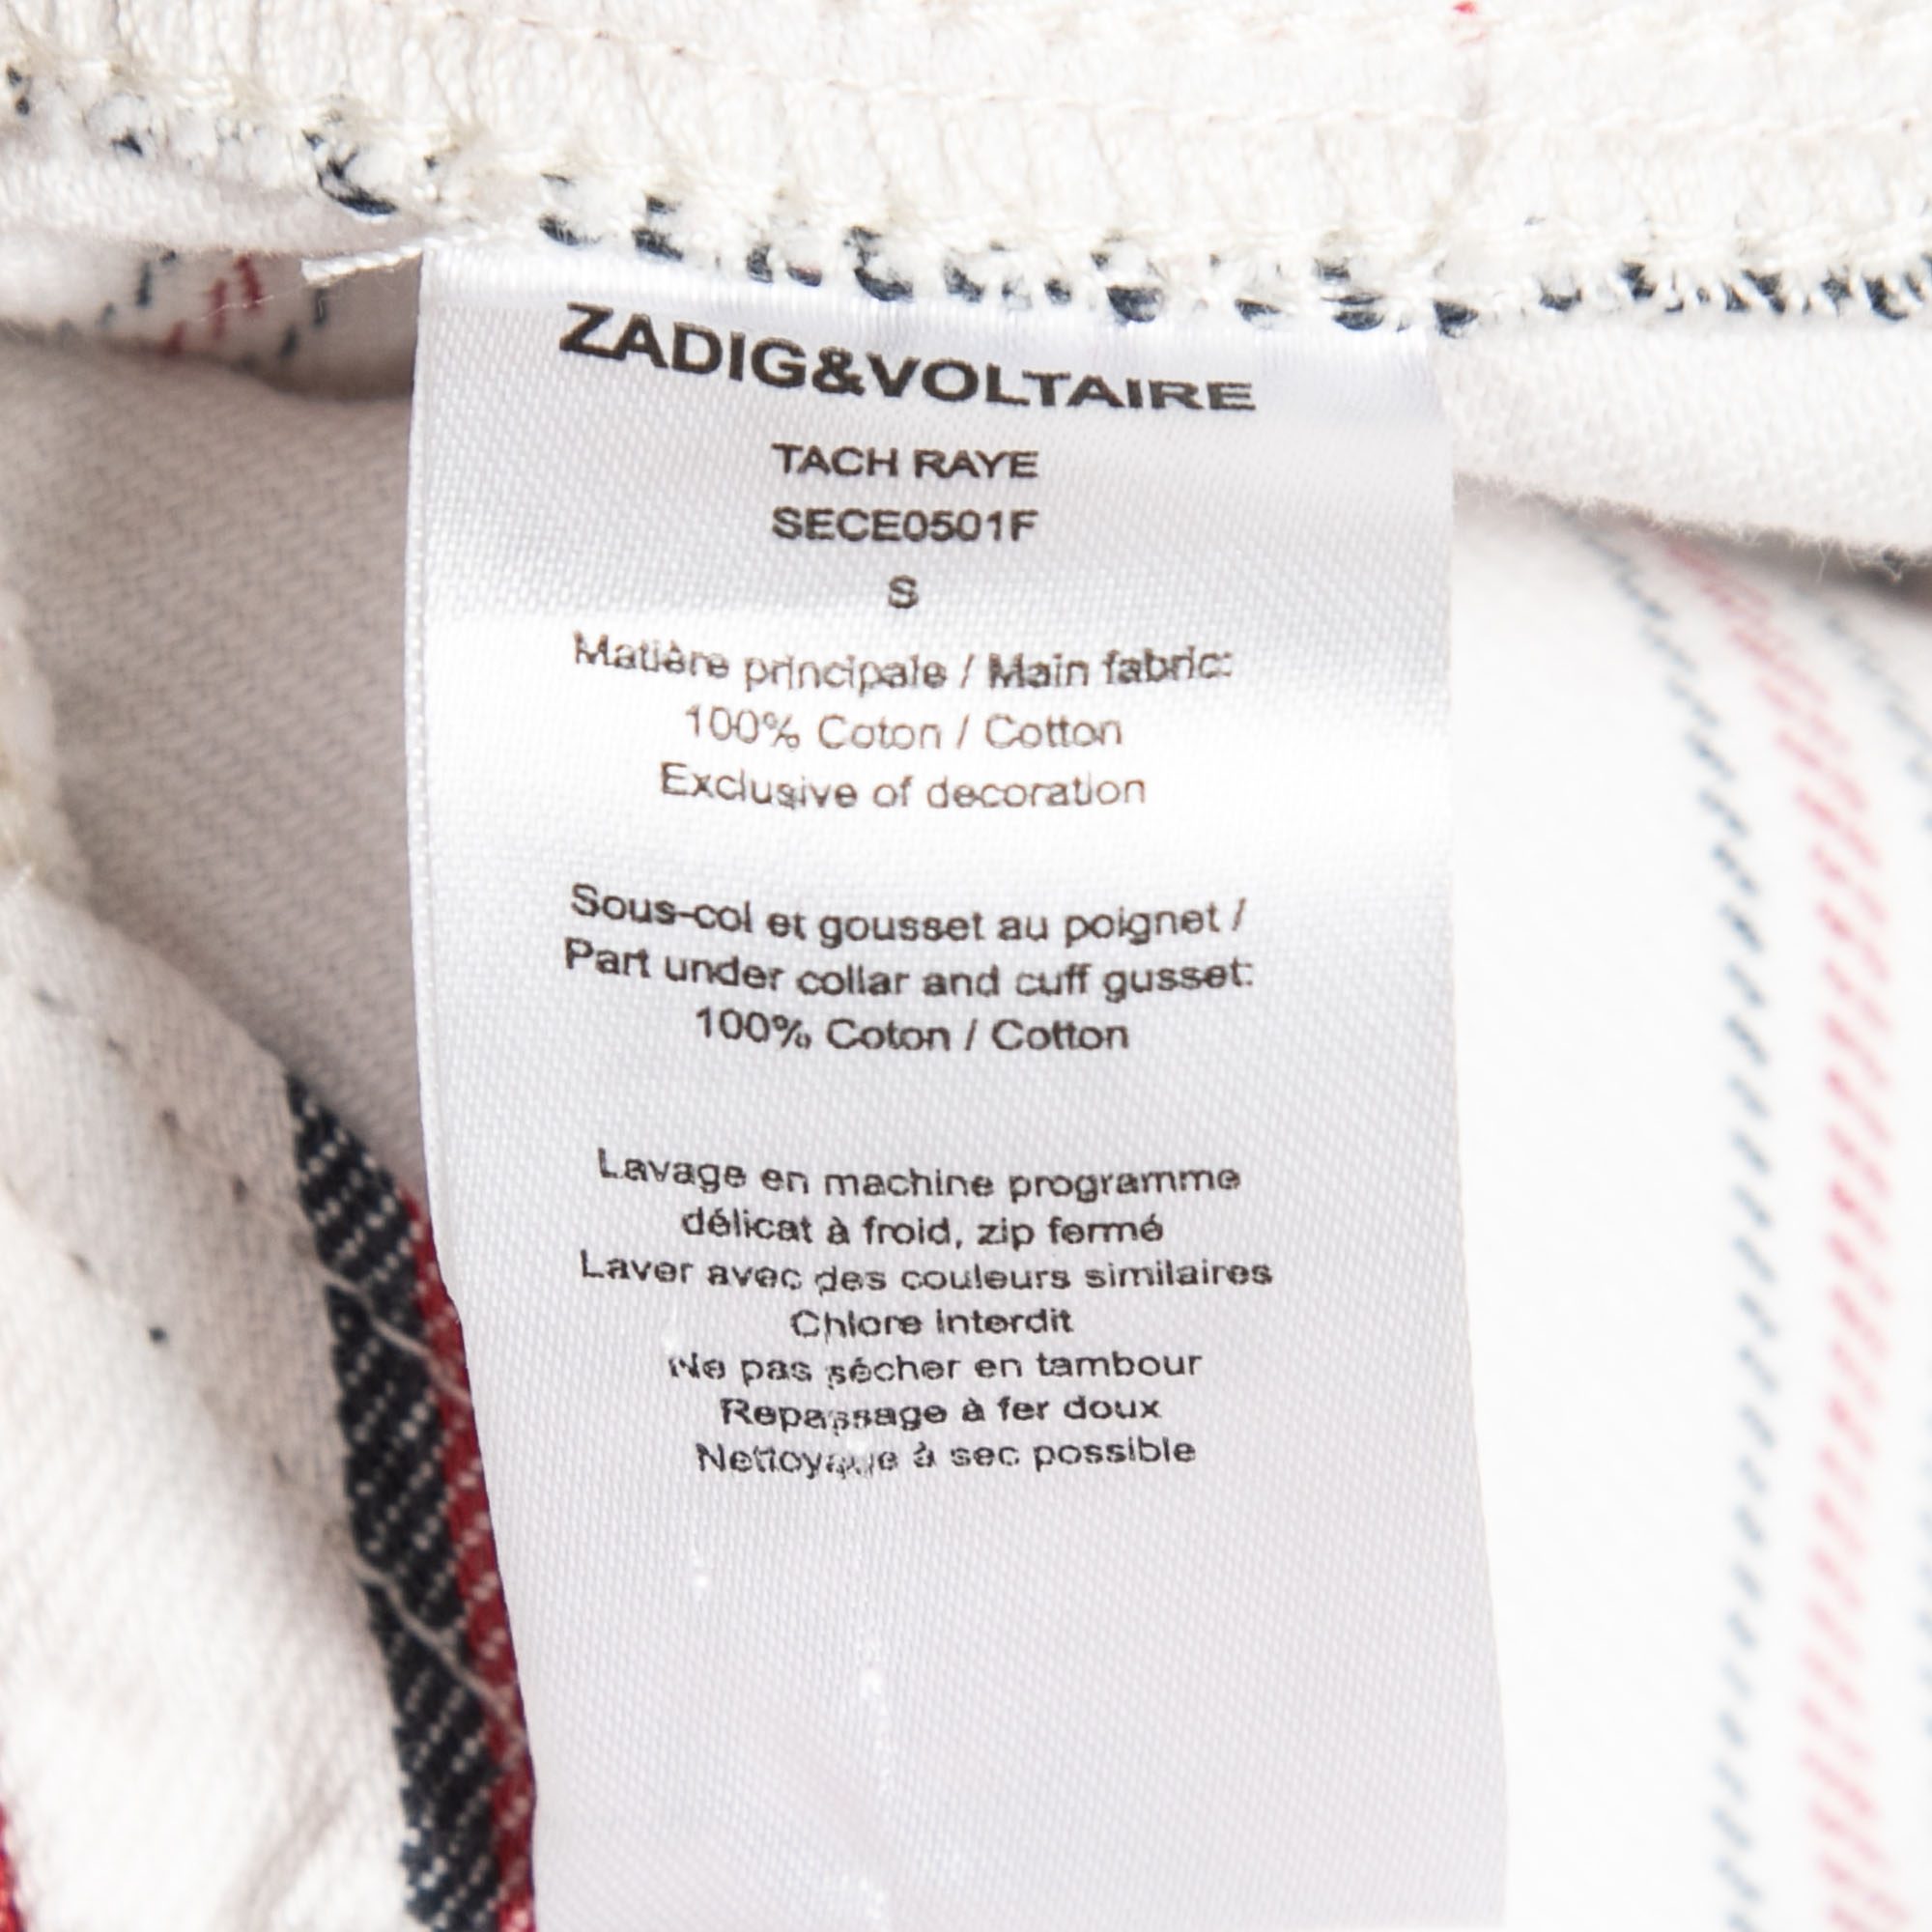 ZADIG&VOLTAIRE
TACH RAYE
SECE0501F
S
Matière principale / Main fabric:
100% Coton / Cotton
Exclusive of decoration
Sous-col et gousset au poignet /
Part under collar and cuff gusset:
100% Coton / Cotton
Lavage en machine programme
délicat à froid, zip fermé
Laver avec des couleurs similaires
Chlore interdit
Ne pas sécher en tambour
Repassage à fer doux
Nettoyage à sec possible